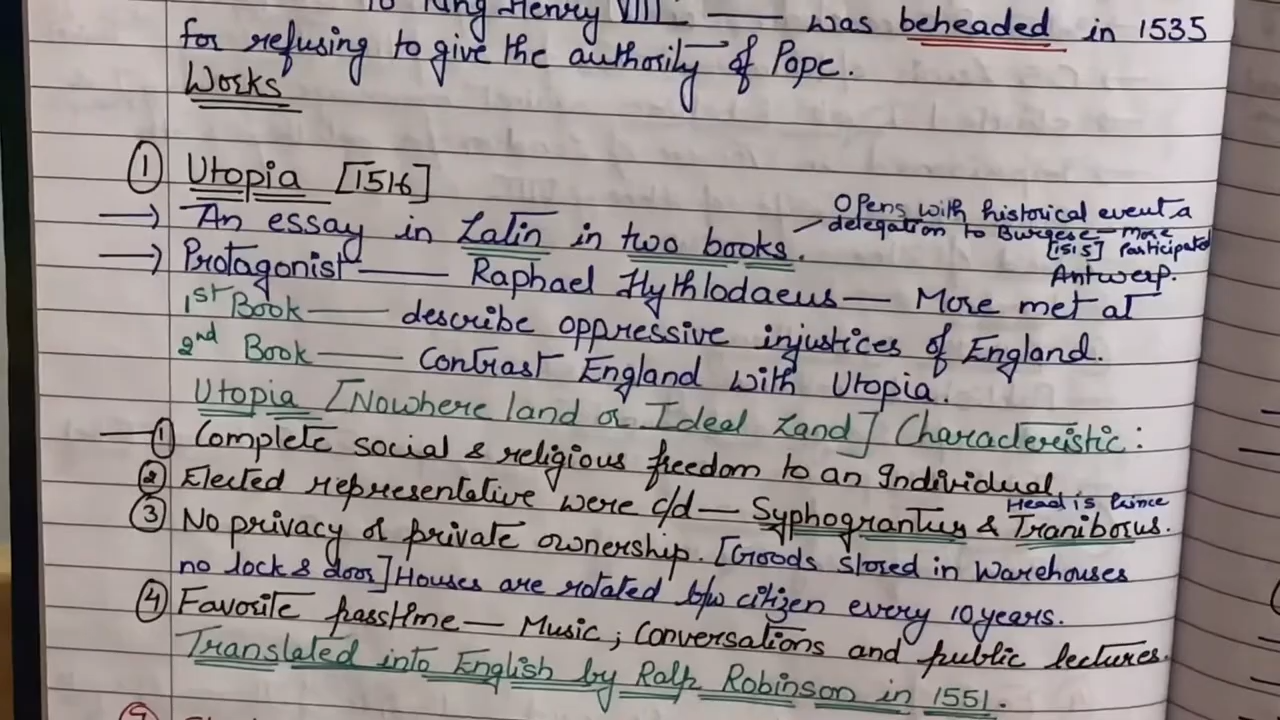 To King Henry VIII — was beheaded in 1535
for refusing to give the authority of Pope.
Works
① Utopia [1516]
→ An essay in Latin in two books.
Opens with historical event a
delegation to Burgese — More
[1515] Participated
Antwerp.
→ Protagonist — Raphael Hythlodaeus — More met at
1st Book — describe oppressive injustices of England.
2nd Book — contrast England with Utopia.
Utopia [Nowhere land or Ideal Land] Characteristic:
① Complete social & religious freedom to an Individual
② Elected representative were c/d — Syphograntus & Traniborus.
Head is Prince
③ No privacy or private ownership. [Goods stored in Warehouses
no lock & door] Houses are rotated b/w citizen every 10 years.
④ Favorite passtime — Music, Conversations and public lectures.
Translated into English by Ralp Robinson in 1551.